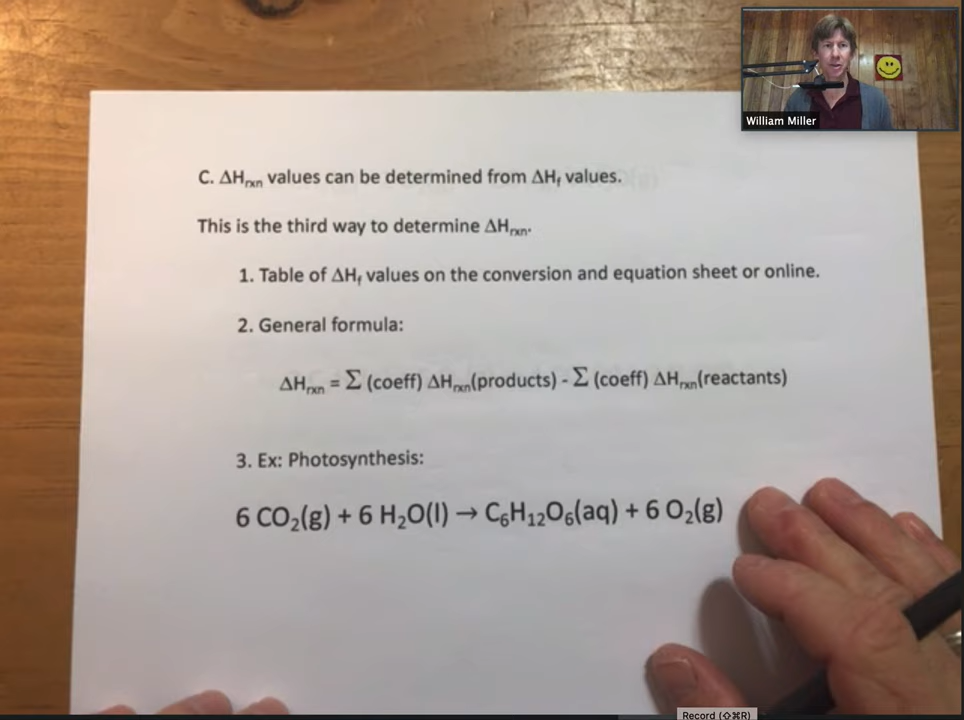 William Miller
C. ΔHrxn values can be determined from ΔHf values.
This is the third way to determine ΔHrxn.
1. Table of ΔHf values on the conversion and equation sheet or online.
2. General formula:
ΔHrxn = Σ (coeff) ΔHrxn(products) - Σ (coeff) ΔHrxn(reactants)
3. Ex: Photosynthesis:
6 CO₂(g) + 6 H₂O(l) → C₆H₁₂O₆(aq) + 6 O₂(g)
Record (⇧⌘R)